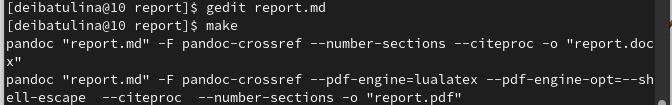 [deibatulina@10 report]$ gedit report.md
[deibatulina@10 report]$ make
pandoc "report.md" -F pandoc-crossref --number-sections --citeproc -o "report.doc
x"
pandoc "report.md" -F pandoc-crossref --pdf-engine=lualatex --pdf-engine-opt=--sh
ell-escape  --citeproc  --number-sections -o "report.pdf"